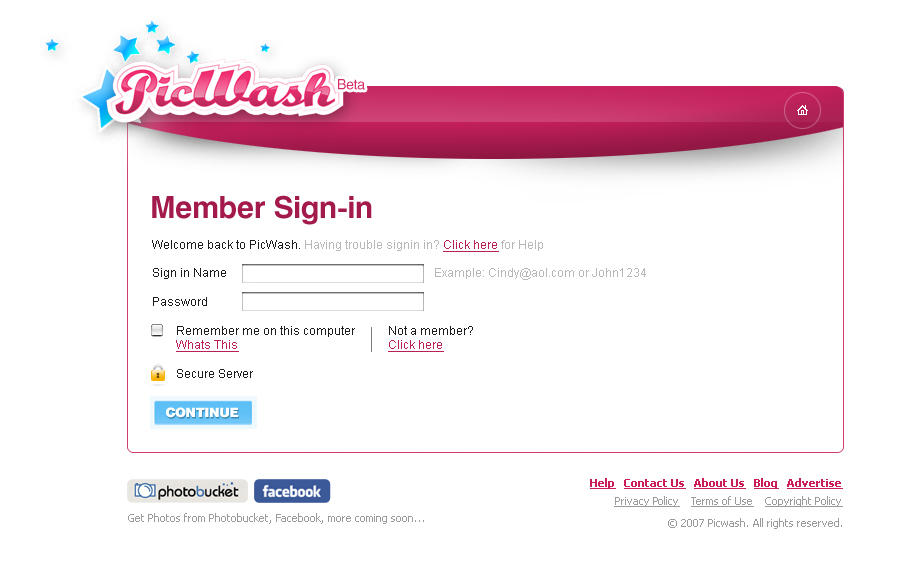 PicWash Beta
Member Sign-in
Welcome back to PicWash. Having trouble signin in? Click here for Help
Sign in Name Example: Cindy@aol.com or John1234
Password
Remember me on this computer Not a member?
Whats This Click here
Secure Server
CONTINUE
photobucket facebook Help Contact Us About Us Blog Advertise
Privacy Policy Terms of Use Copyright Policy
Get Photos from Photobucket, Facebook, more coming soon... © 2007 Picwash. All rights reserved.